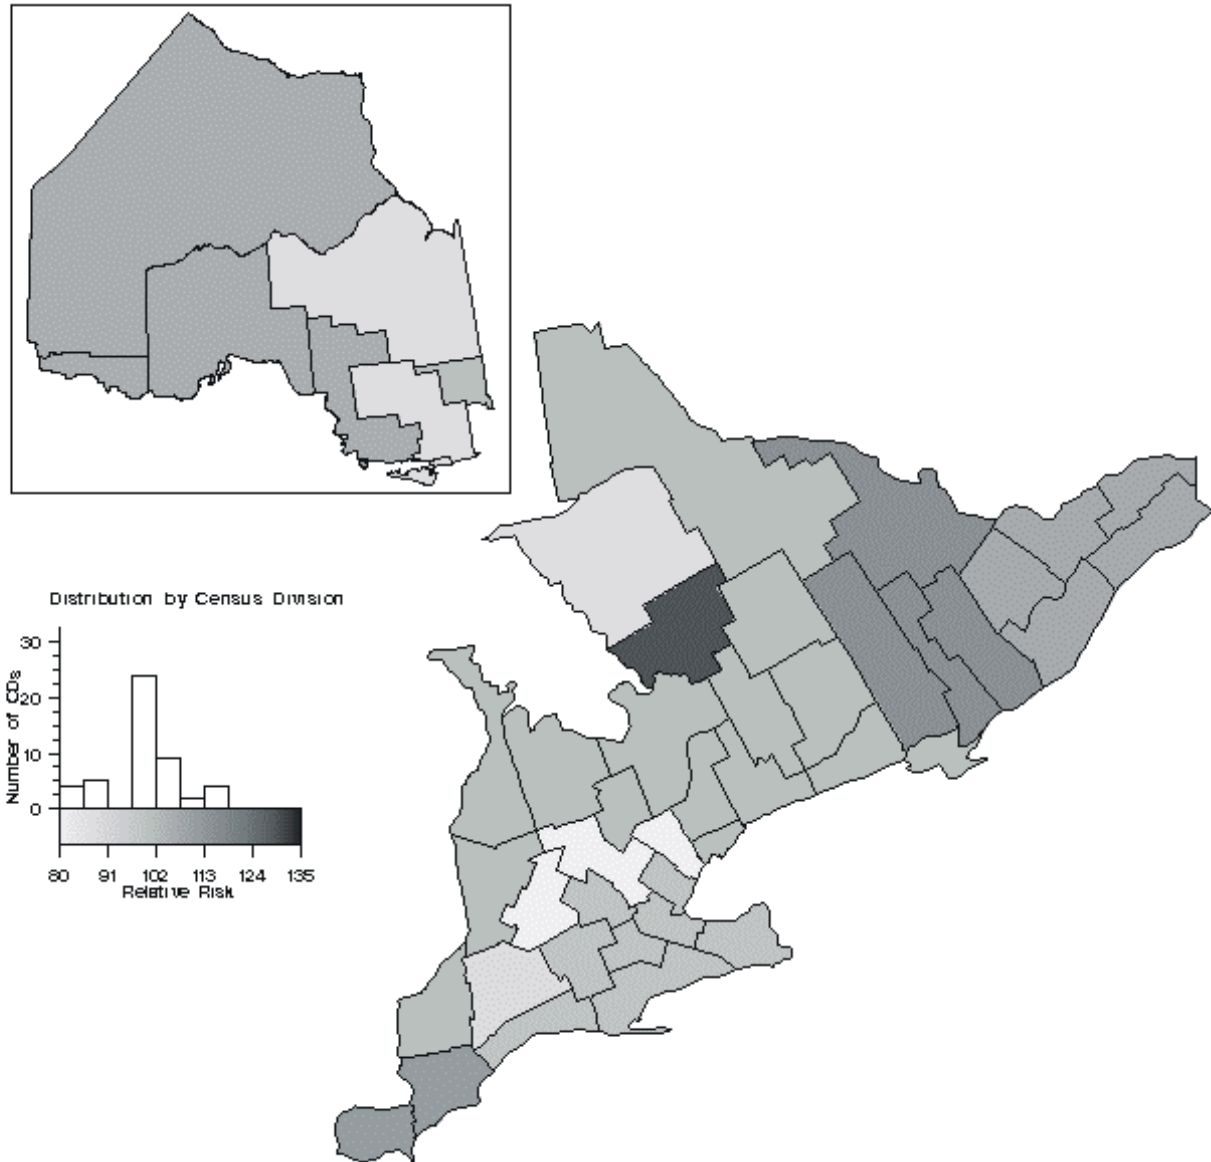 Distribution by Census Division
Number of CDs
30
20
10
0
80 91 102 113 124 135
Relative Risk